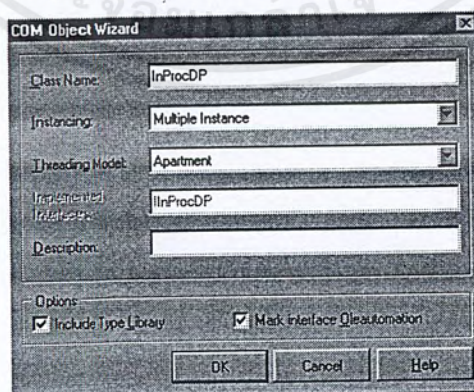 COM Object Wizard
Class Name: InProcDP
Instancing: Multiple Instance
Threading Model: Apartment
Implemented Interfaces: IInProcDP
Description:
Options
Include Type Library Mark interface Oleautomation
OK Cancel Help